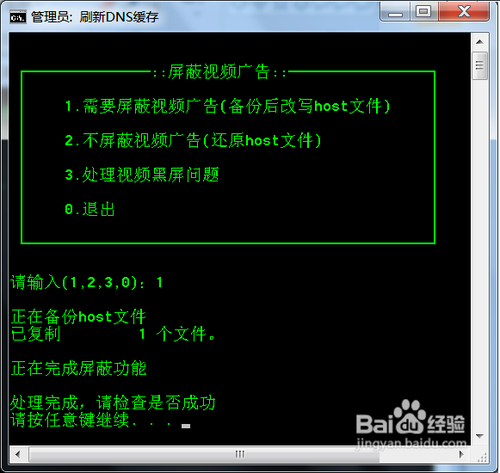 管理员: 刷新DNS缓存
::屏蔽视频广告::
1.需要屏蔽视频广告(备份后改写host文件)
2.不屏蔽视频广告(还原host文件)
3.处理视频黑屏问题
0.退出
请输入(1,2,3,0): 1
正在备份host文件
已复制         1 个文件。
正在完成屏蔽功能
处理完成，请检查是否成功
请按任意键继续. . .
Baidu经验
jingyan.baidu.com